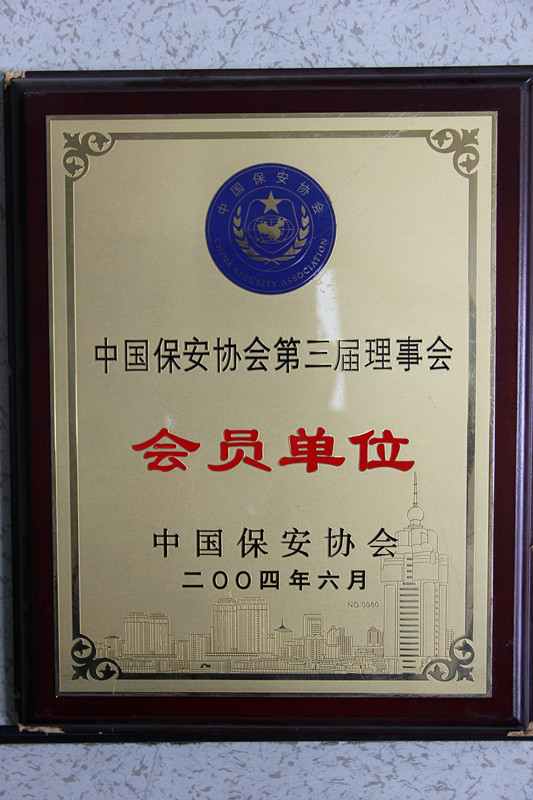 中国保安协会
CHINA SECURITY ASSOCIATION
中国保安协会第三届理事会
会员单位
中国保安协会
二〇〇四年六月
NO:0980